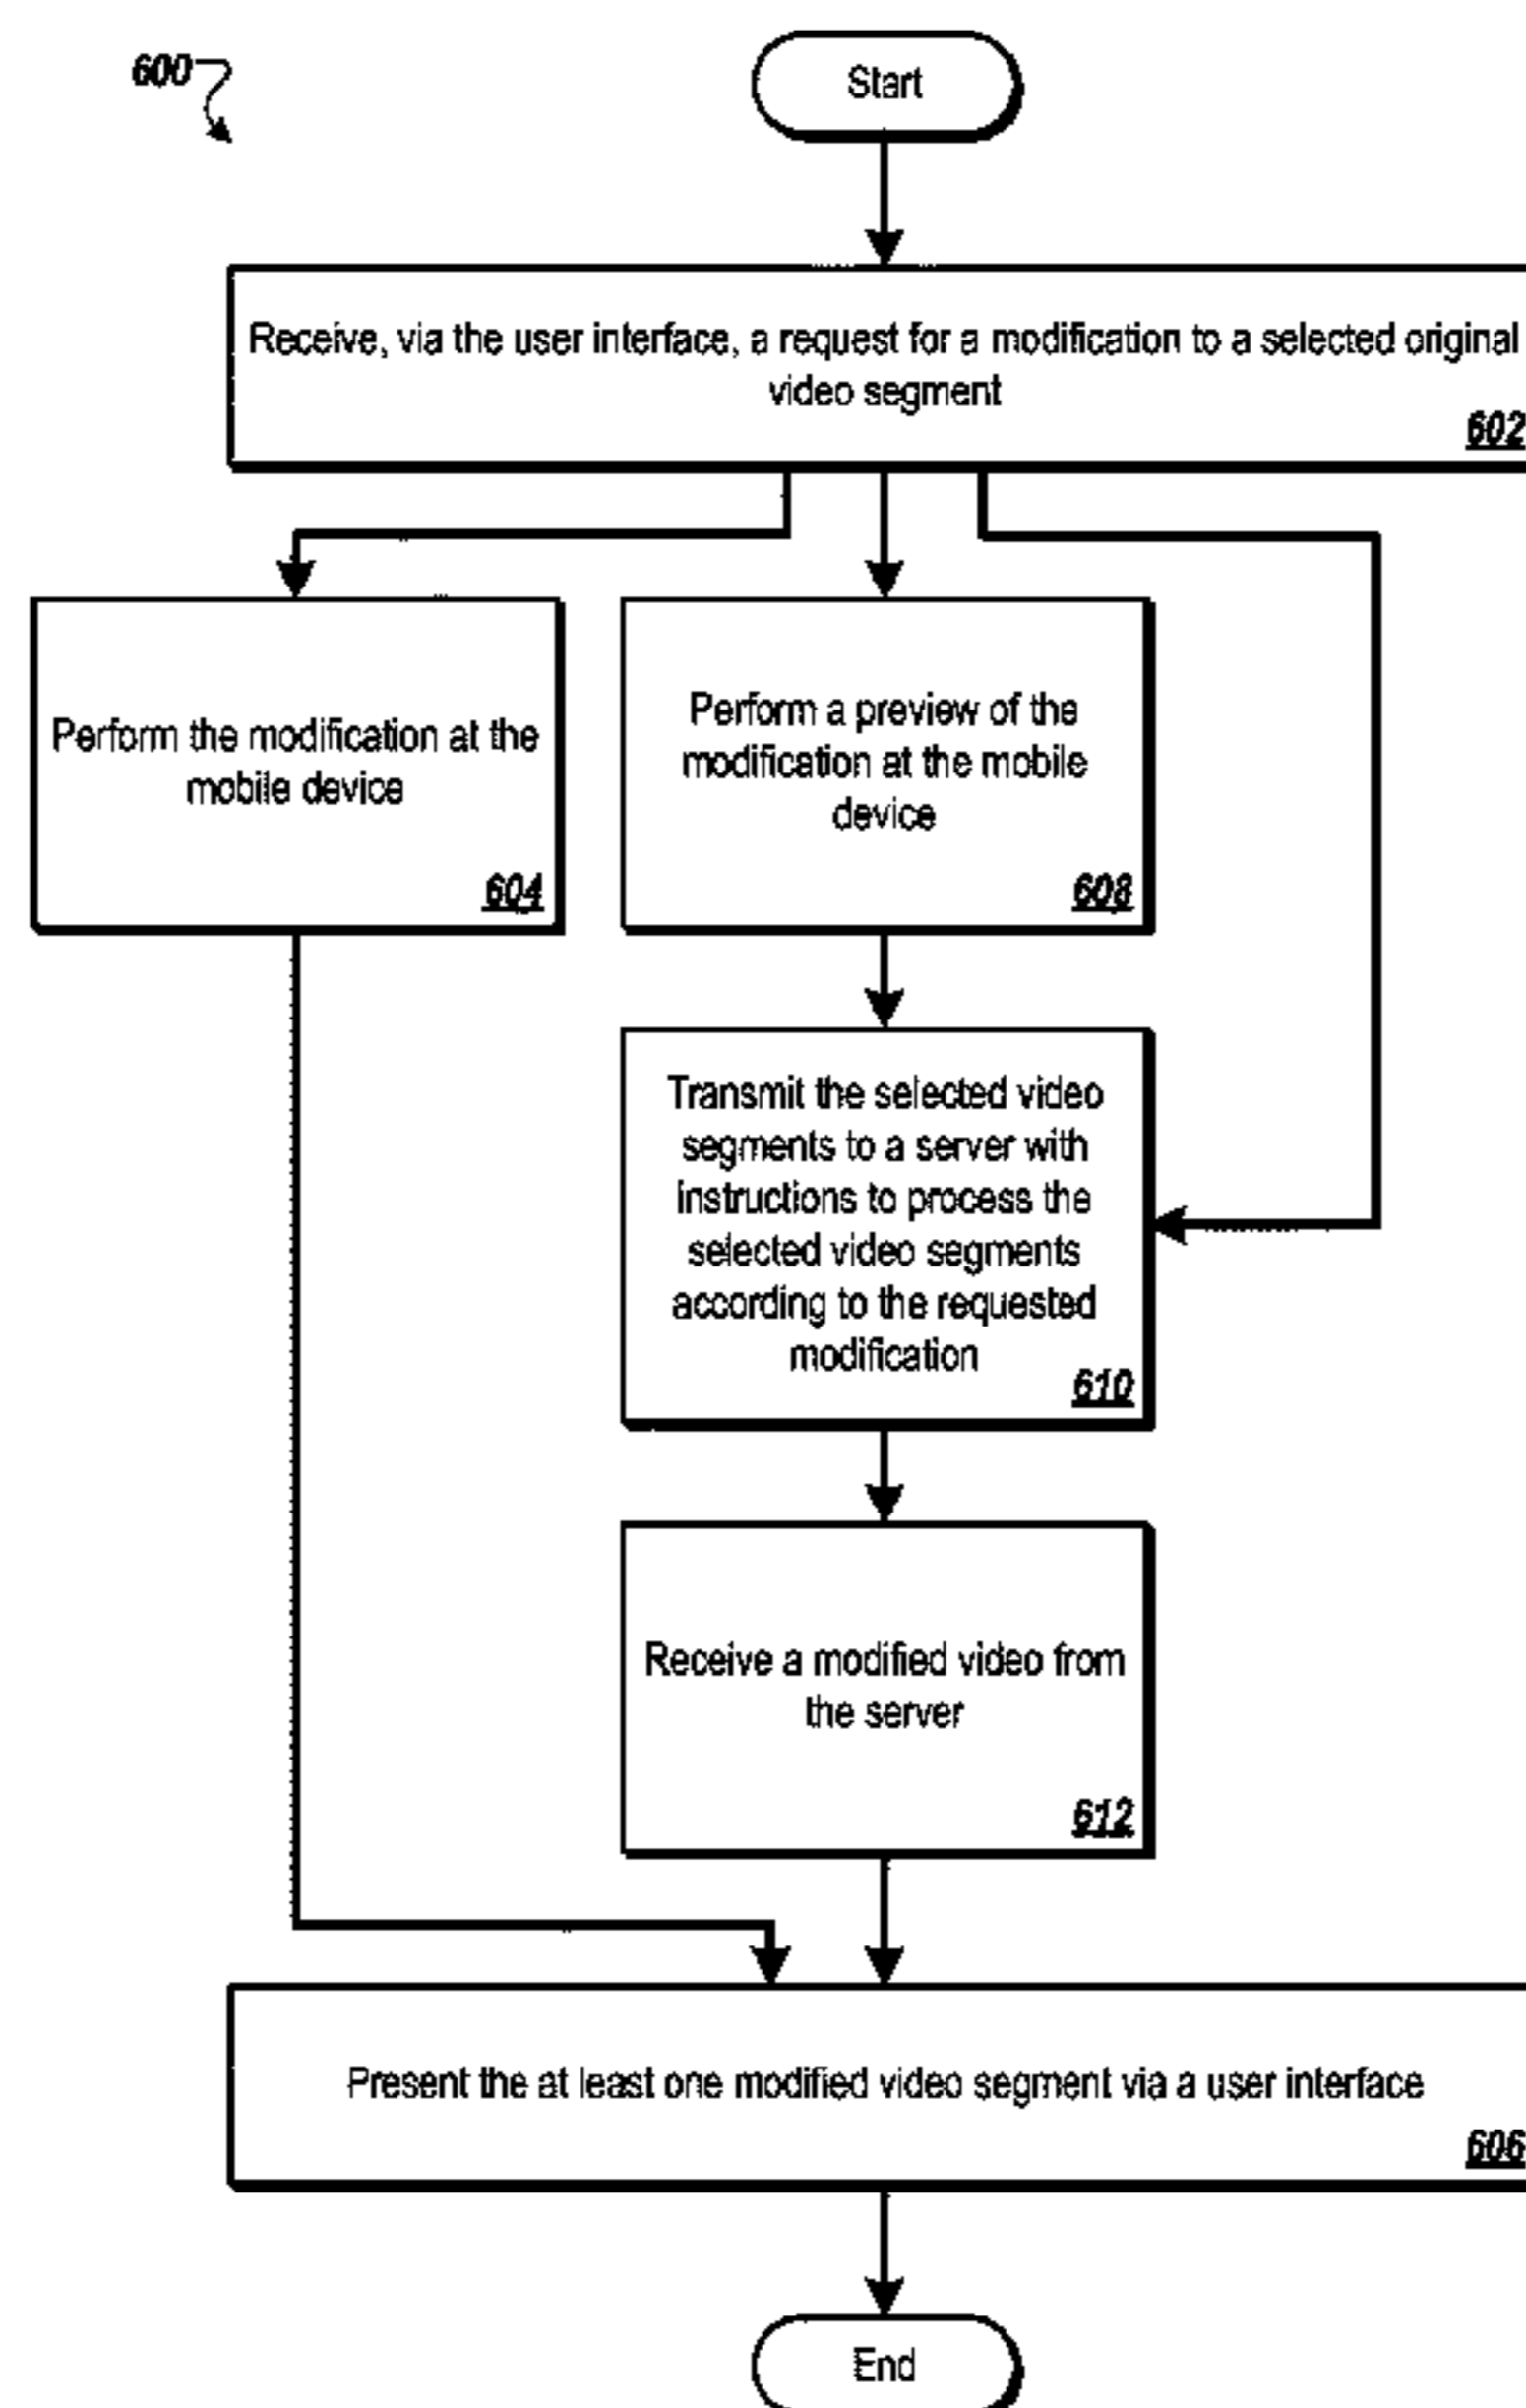 600
Start
Receive, via the user interface, a request for a modification to a selected original
video segment
602
Perform the modification at the
mobile device
604
Perform a preview of the
modification at the mobile
device
608
Transmit the selected video
segments to a server with
instructions to process the
selected video segments
according to the requested
modification
610
Receive a modified video from
the server
612
Present the at least one modified video segment via a user interface
606
End